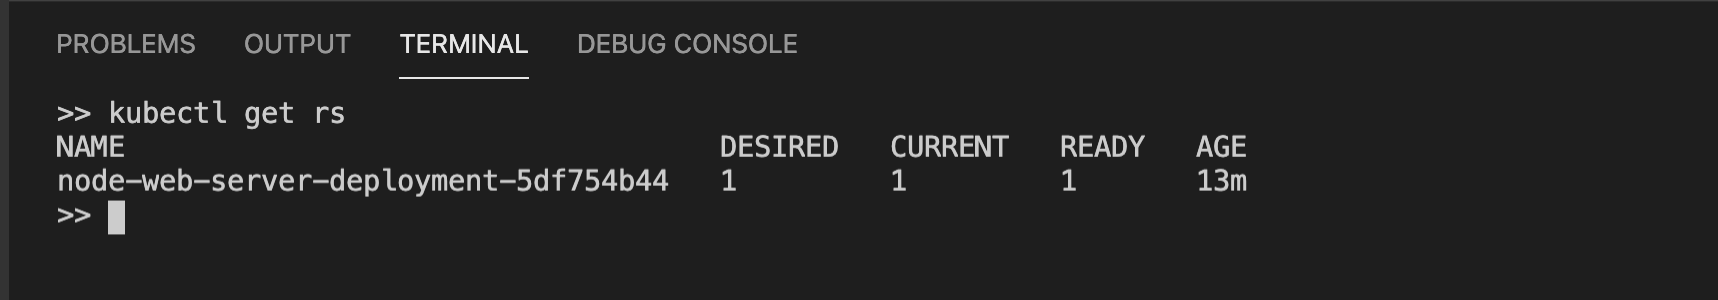 PROBLEMS OUTPUT TERMINAL DEBUG CONSOLE
>> kubectl get rs
NAME DESIRED CURRENT READY AGE
node-web-server-deployment-5df754b44 1 1 1 13m
>>